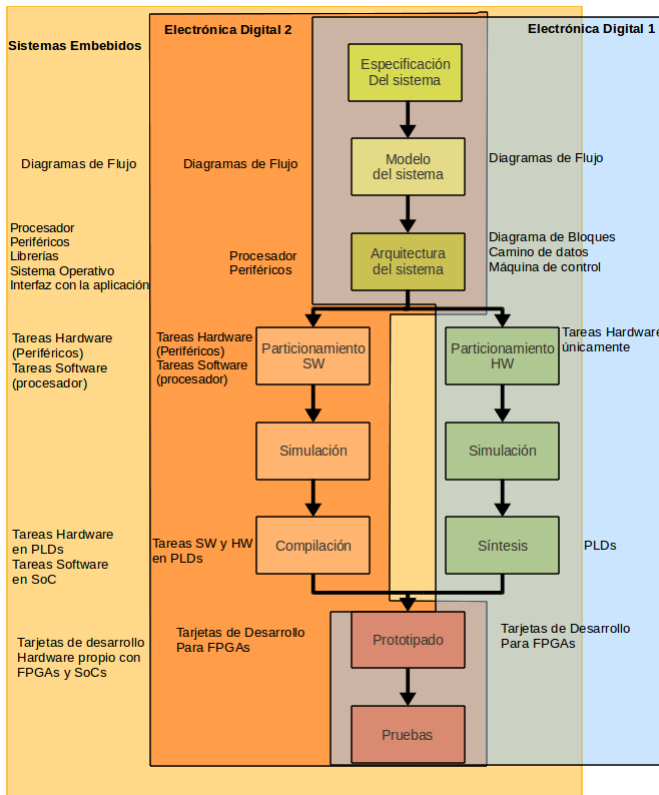 Sistemas Embebidos
Electrónica Digital 2
Electrónica Digital 1
Especificación
Del sistema
Diagramas de Flujo
Diagramas de Flujo
Modelo
del sistema
Diagramas de Flujo
Procesador
Periféricos
Librerías
Sistema Operativo
Interfaz con la aplicación
Procesador
Periféricos
Arquitectura
del sistema
Diagrama de Bloques
Camino de datos
Máquina de control
Tareas Hardware
(Periféricos)
Tareas Software
(procesador)
Tareas Hardware
(Periféricos)
Tareas Software
(procesador)
Particionamiento
SW
Particionamiento
HW
Tareas Hardware
únicamente
Simulación
Simulación
Tareas Hardware
en PLDs
Tareas Software
en SoC
Tareas SW y HW
en PLDs
Compilación
Síntesis
PLDs
Tarjetas de desarrollo
Hardware propio con
FPGAs y SoCs
Tarjetas de Desarrollo
Para FPGAs
Prototipado
Tarjetas de Desarrollo
Para FPGAs
Pruebas